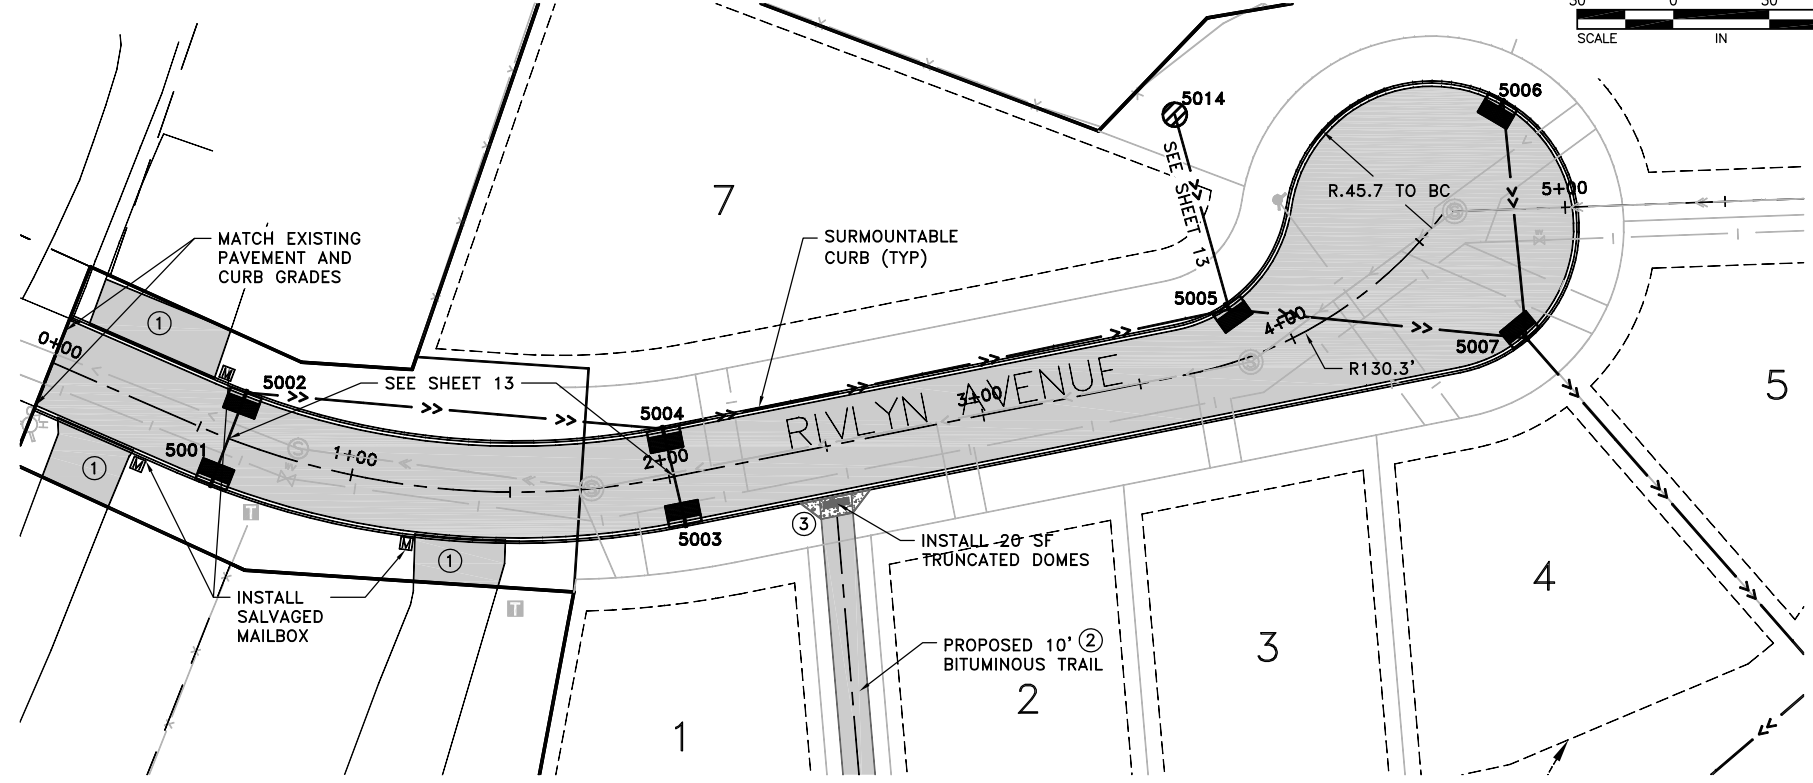 30 0 30
SCALE IN
5014
5006
SEE SHEET 13
7
R.45.7 TO BC
5+00
MATCH EXISTING
PAVEMENT AND
CURB GRADES
SURMOUNTABLE
CURB (TYP)
5005
4+00
5007
R130.3'
5
1
0+00
M
5002
SEE SHEET 13
5004
RIVLYN AVENUE
3+00
5001
S
1+00
2+00
1
M
T
5003
3
INSTALL 20 SF
TRUNCATED DOMES
M
1
4
INSTALL
SALVAGED
MAILBOX
T
PROPOSED 10' 2
BITUMINOUS TRAIL
3
2
1